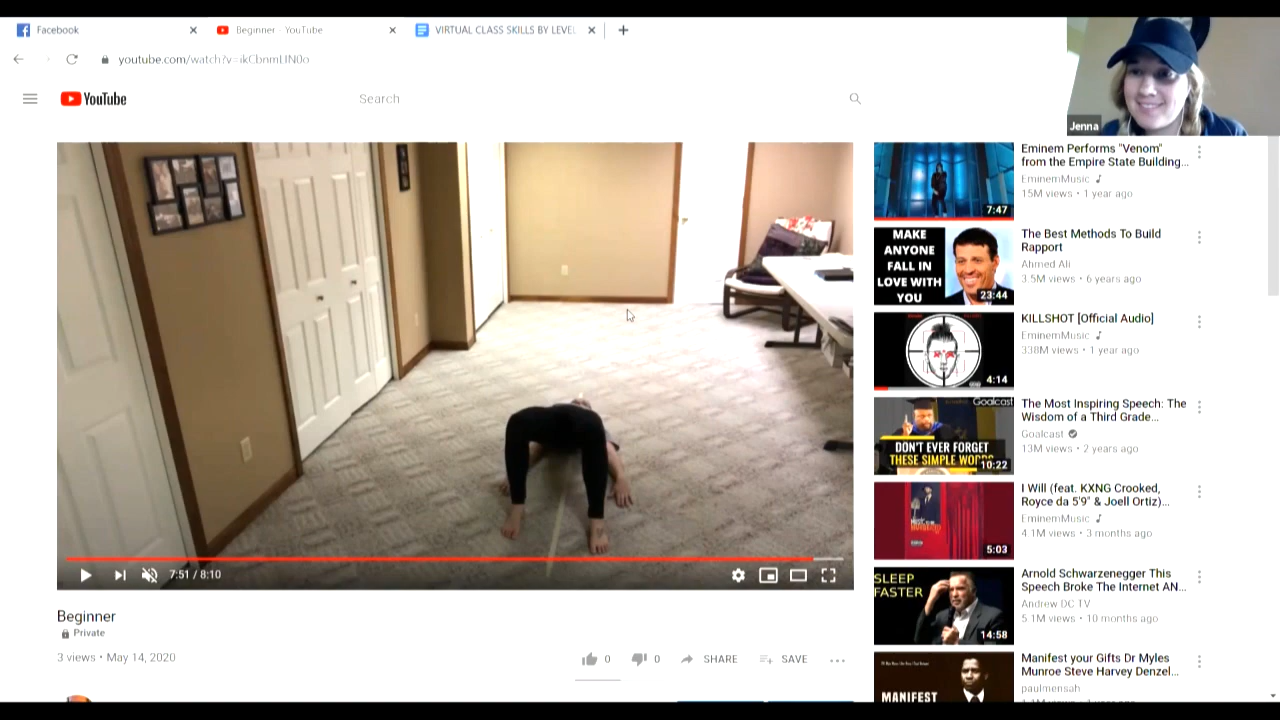 Facebook
Beginner YouTube
VIRTUAL CLASS SKILLS BY LEVEL
Jenna
YouTube
Search
7:51 / 8:10
Beginner
Private
3 views • May 14, 2020
0
0
SHARE
SAVE
7:47
Eminem Performs "Venom"
from the Empire State Building...
EminemMusic
15M views • 1 year ago
MAKE
ANYONE
FALL IN
LOVE WITH
YOU
23:44
The Best Methods To Build
Rapport
Ahmed Ali
3.5M views • 6 years ago
4:14
KILLSHOT [Official Audio]
EminemMusic
338M views • 1 year ago
Goalcast
DON'T EVER FORGET
THESE SIMPLE WORDS
10:22
The Most Inspiring Speech: The
Wisdom of a Third Grade...
Goalcast
13M views • 2 years ago
5:03
I Will (feat. KXNG Crooked,
Royce da 5'9" & Joell Ortiz)...
EminemMusic
4.1M views • 3 months ago
SLEEP
FASTER
14:58
Arnold Schwarzenegger This
Speech Broke The Internet AN...
Andrew DC TV
5.1M views • 10 months ago
MANIFEST
Manifest your Gifts Dr Myles
Munroe Steve Harvey Denzel...
paulmensah